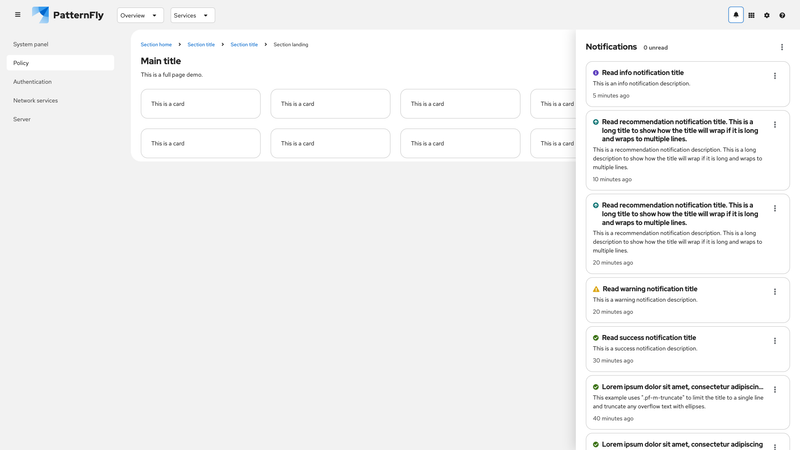 PatternFly
Overview
Services
System panel
Policy
Authentication
Network services
Server
Section home
Section title
Section title
Section landing
Main title
This is a full page demo.
This is a card
This is a card
This is a card
This is a card
This is a card
This is a card
This is a card
This is a card
Notifications
0 unread
Read info notification title
This is an info notification description.
5 minutes ago
Read recommendation notification title. This is a
long title to show how the title will wrap if it is long
and wraps to multiple lines.
This is a recommendation notification description. This is a long
description to show how the title will wrap if it is long and wraps to
multiple lines.
10 minutes ago
Read recommendation notification title. This is a
long title to show how the title will wrap if it is long
and wraps to multiple lines.
This is a recommendation notification description. This is a long
description to show how the title will wrap if it is long and wraps to
multiple lines.
20 minutes ago
Read warning notification title
This is a warning notification description.
20 minutes ago
Read success notification title
This is a success notification description.
30 minutes ago
Lorem ipsum dolor sit amet, consectetur adipiscin...
This example uses ".pf-m-truncate" to limit the title to a single line
and truncate any overflow text with ellipses.
40 minutes ago
Lorem ipsum dolor sit amet, consectetur adipiscing